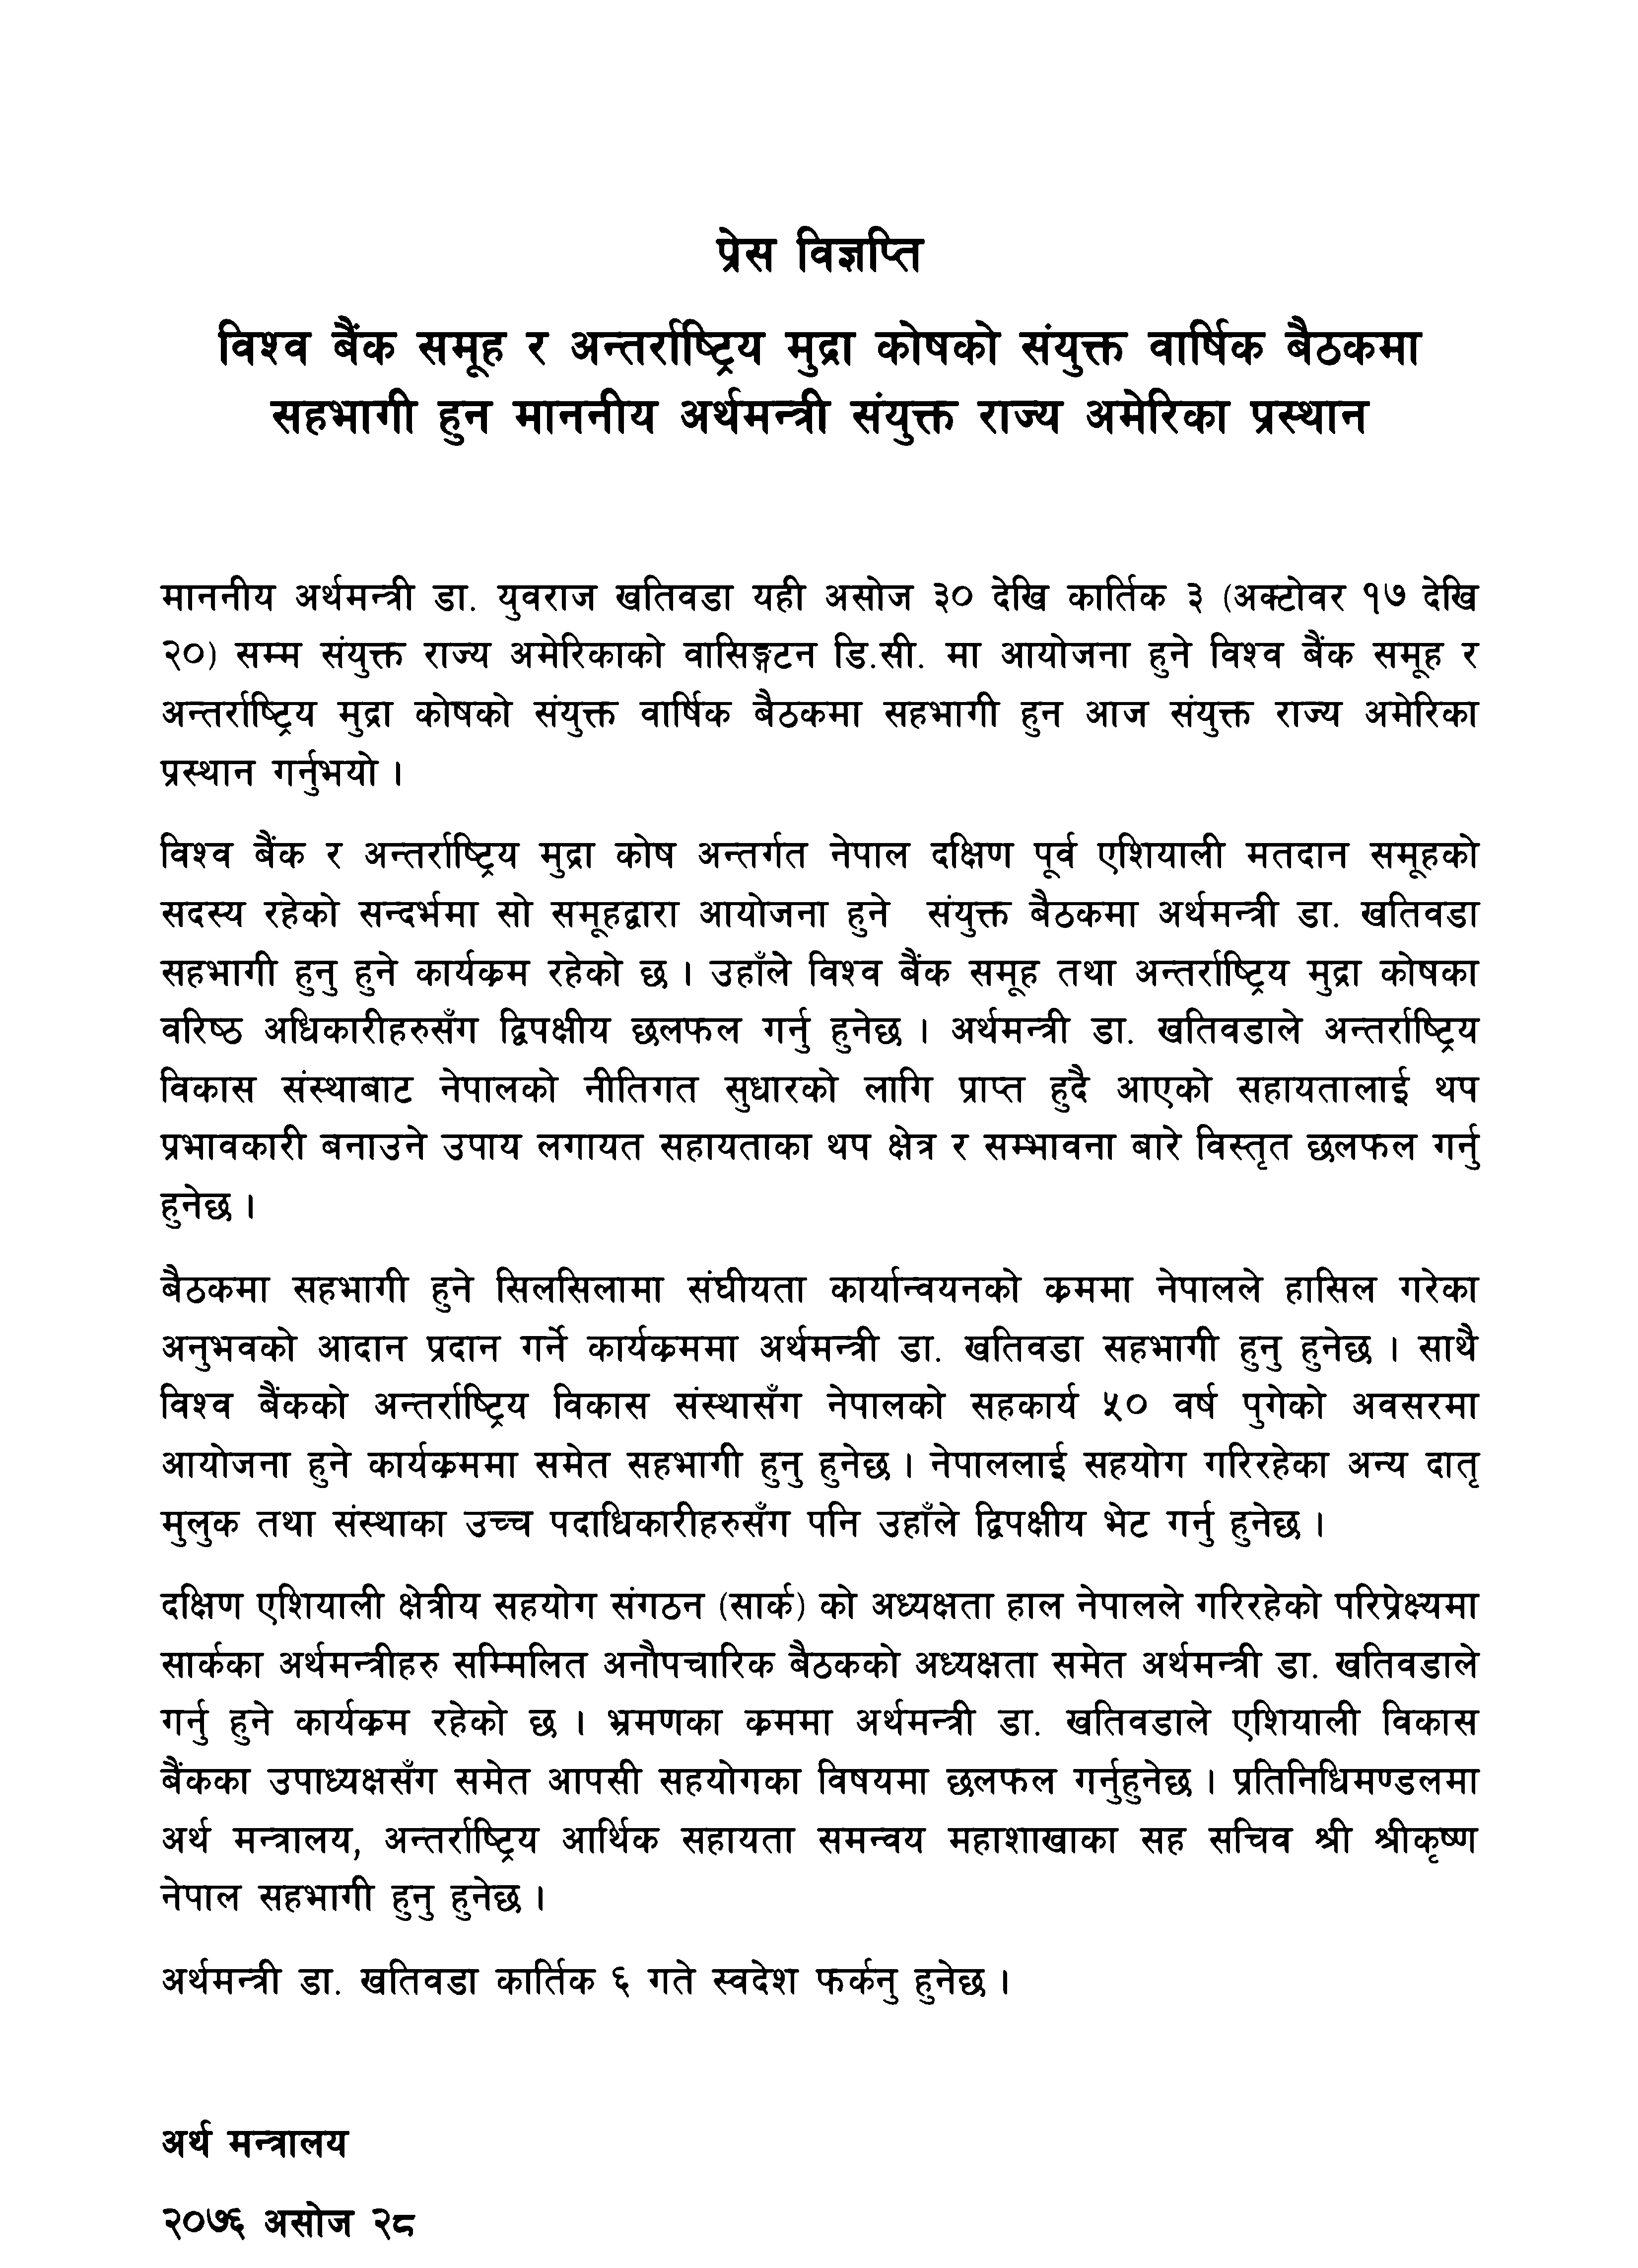 प्रेस विज्ञप्ति
विश्व बैंक समूह र अन्तर्राष्ट्रिय मुद्रा कोषको संयुक्त वार्षिक बैठकमा
सहभागी हुन माननीय अर्थमन्त्री संयुक्त राज्य अमेरिका प्रस्थान
माननीय अर्थमन्त्री डा. युवराज खतिवडा यही असोज ३० देखि कार्तिक ३ (अक्टोवर १७ देखि
२०) सम्म संयुक्त राज्य अमेरिकाको वासिङ्गटन डि.सी. मा आयोजना हुने विश्व बैंक समूह र
अन्तर्राष्ट्रिय मुद्रा कोषको संयुक्त वार्षिक बैठकमा सहभागी हुन आज संयुक्त राज्य अमेरिका
प्रस्थान गर्नुभयो ।
विश्व बैंक र अन्तर्राष्ट्रिय मुद्रा कोष अन्तर्गत नेपाल दक्षिण पूर्व एशियाली मतदान समूहको
सदस्य रहेको सन्दर्भमा सो समूहद्वारा आयोजना हुने संयुक्त बैठकमा अर्थमन्त्री डा. खतिवडा
सहभागी हुनु हुने कार्यक्रम रहेको छ । उहाँले विश्व बैंक समूह तथा अन्तर्राष्ट्रिय मुद्रा कोषका
वरिष्ठ अधिकारीहरुसँग द्विपक्षीय छलफल गर्नु हुनेछ । अर्थमन्त्री डा. खतिवडाले अन्तर्राष्ट्रिय
विकास संस्थाबाट नेपालको नीतिगत सुधारको लागि प्राप्त हुदै आएको सहायतालाई थप
प्रभावकारी बनाउने उपाय लगायत सहायताका थप क्षेत्र र सम्भावना बारे विस्तृत छलफल गर्नु
हुनेछ ।
बैठकमा सहभागी हुने सिलसिलामा संघीयता कार्यान्वयनको क्रममा नेपालले हासिल गरेका
अनुभवको आदान प्रदान गर्ने कार्यक्रममा अर्थमन्त्री डा. खतिवडा सहभागी हुनु हुनेछ । साथै
विश्व बैंकको अन्तर्राष्ट्रिय विकास संस्थासँग नेपालको सहकार्य ५० वर्ष पुगेको अवसरमा
आयोजना हुने कार्यक्रममा समेत सहभागी हुनु हुनेछ । नेपाललाई सहयोग गरिरहेका अन्य दातृ
मुलुक तथा संस्थाका उच्च पदाधिकारीहरुसँग पनि उहाँले द्विपक्षीय भेट गर्नु हुनेछ ।
दक्षिण एशियाली क्षेत्रीय सहयोग संगठन (सार्क) को अध्यक्षता हाल नेपालले गरिरहेको परिप्रेक्ष्यमा
सार्कका अर्थमन्त्रीहरु सम्मिलित अनौपचारिक बैठकको अध्यक्षता समेत अर्थमन्त्री डा. खतिवडाले
गर्नु हुने कार्यक्रम रहेको छ । भ्रमणका क्रममा अर्थमन्त्री डा. खतिवडाले एशियाली विकास
बैंकका उपाध्यक्षसँग समेत आपसी सहयोगका विषयमा छलफल गर्नुहुनेछ । प्रतिनिधिमण्डलमा
अर्थ मन्त्रालय, अन्तर्राष्ट्रिय आर्थिक सहायता समन्वय महाशाखाका सह सचिव श्री श्रीकृष्ण
नेपाल सहभागी हुनु हुनेछ ।
अर्थमन्त्री डा. खतिवडा कार्तिक ६ गते स्वदेश फर्कनु हुनेछ ।
अर्थ मन्त्रालय
२०७६ असोज २८